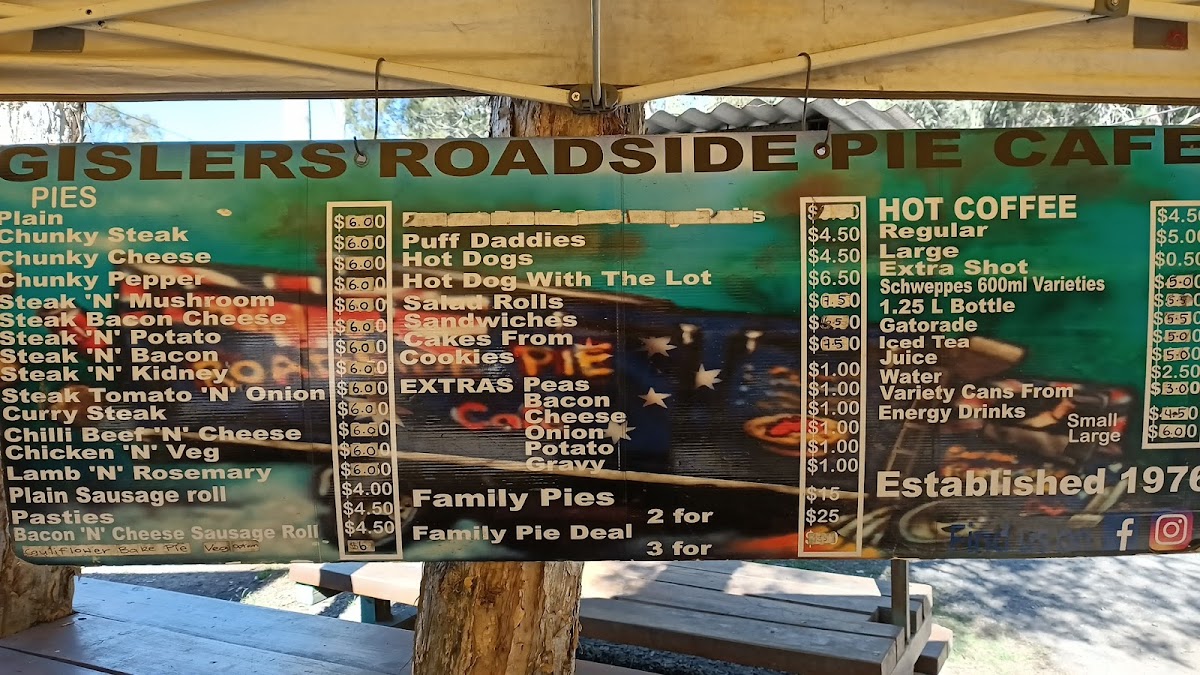 GISLERS ROADSIDE PIE CAFE
PIES
Plain $6.00
Chunky Steak $6.00
Chunky Cheese $6.00
Chunky Pepper $6.00
Steak 'N' Mushroom $6.00
Steak Bacon Cheese $6.00
Steak 'N' Potato $6.00
Steak 'N' Bacon $6.00
Steak 'N' Kidney $6.00
Steak Tomato 'N' Onion $6.00
Curry Steak $6.00
Chilli Beef 'N' Cheese $6.00
Chicken 'N' Veg $6.00
Lamb 'N' Rosemary $6.00
Plain Sausage roll $4.00
Pasties $4.50
Bacon 'N' Cheese Sausage Roll $4.50
Cauliflower Bake Pie Vegetarian $6
Puff Daddies $4.50
Hot Dogs $4.50
Hot Dog With The Lot $6.50
Salad Rolls
Sandwiches
Cakes From
Cookies $1.00
EXTRAS Peas $1.00
Bacon $1.00
Cheese $1.00
Onion $1.00
Potato $1.00
Gravy
Family Pies $15
2 for $25
Family Pie Deal
3 for
HOT COFFEE
Regular $4.50
Large $5.00
Extra Shot $0.50
Schweppes 600ml Varieties $5.00
1.25 L Bottle
Gatorade $5.50
Iced Tea $5.00
Juice $5.00
Water $2.50
Variety Cans From $3.00
Energy Drinks Small $4.50
Large $6.00
Established 1976